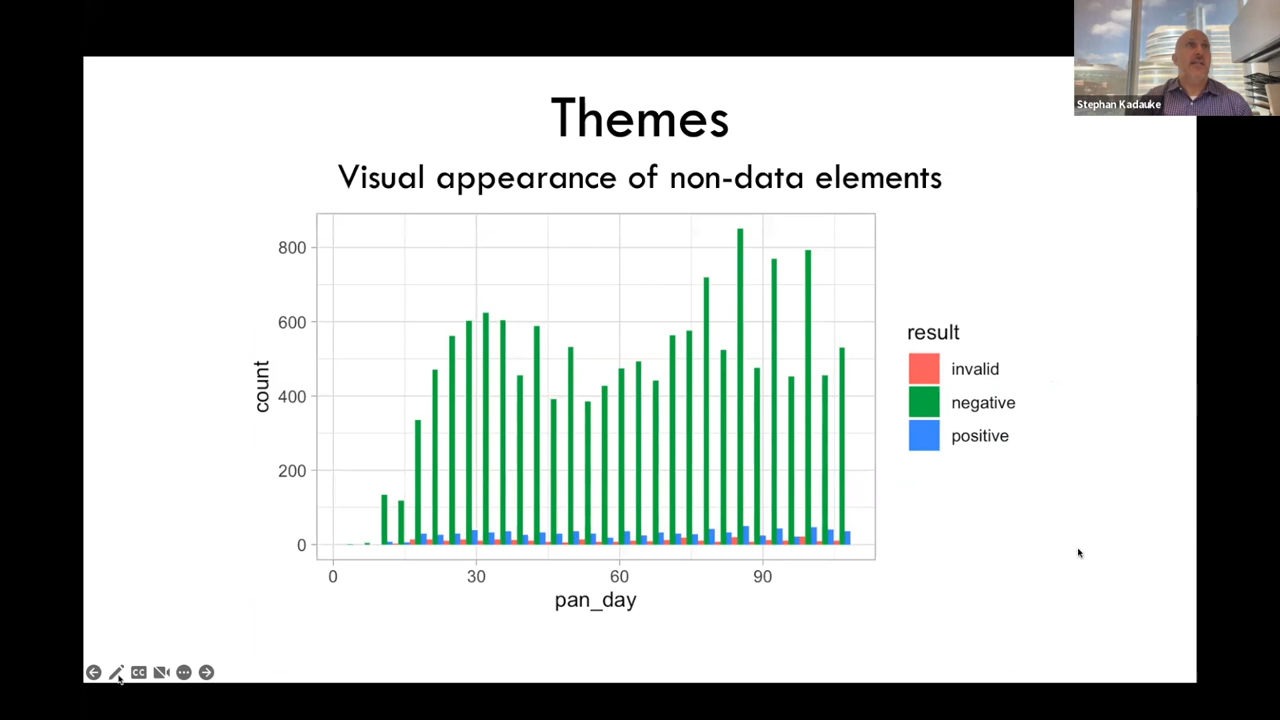 Stephan Kadauke
Themes
Visual appearance of non-data elements
800
600
400
200
0
count
0 30 60 90
pan_day
result
invalid
negative
positive
CC